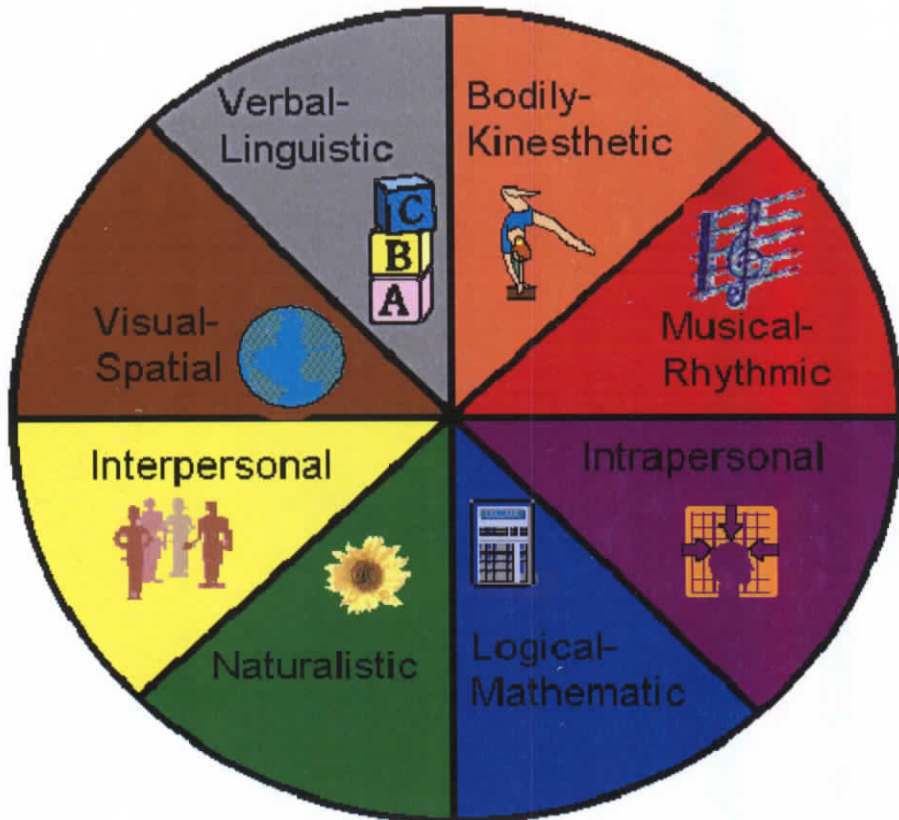 Verbal-
Linguistic
Bodily-
Kinesthetic
C
B
A
Musical-
Rhythmic
Visual-
Spatial
Interpersonal
Intrapersonal
Naturalistic
Logical-
Mathematic